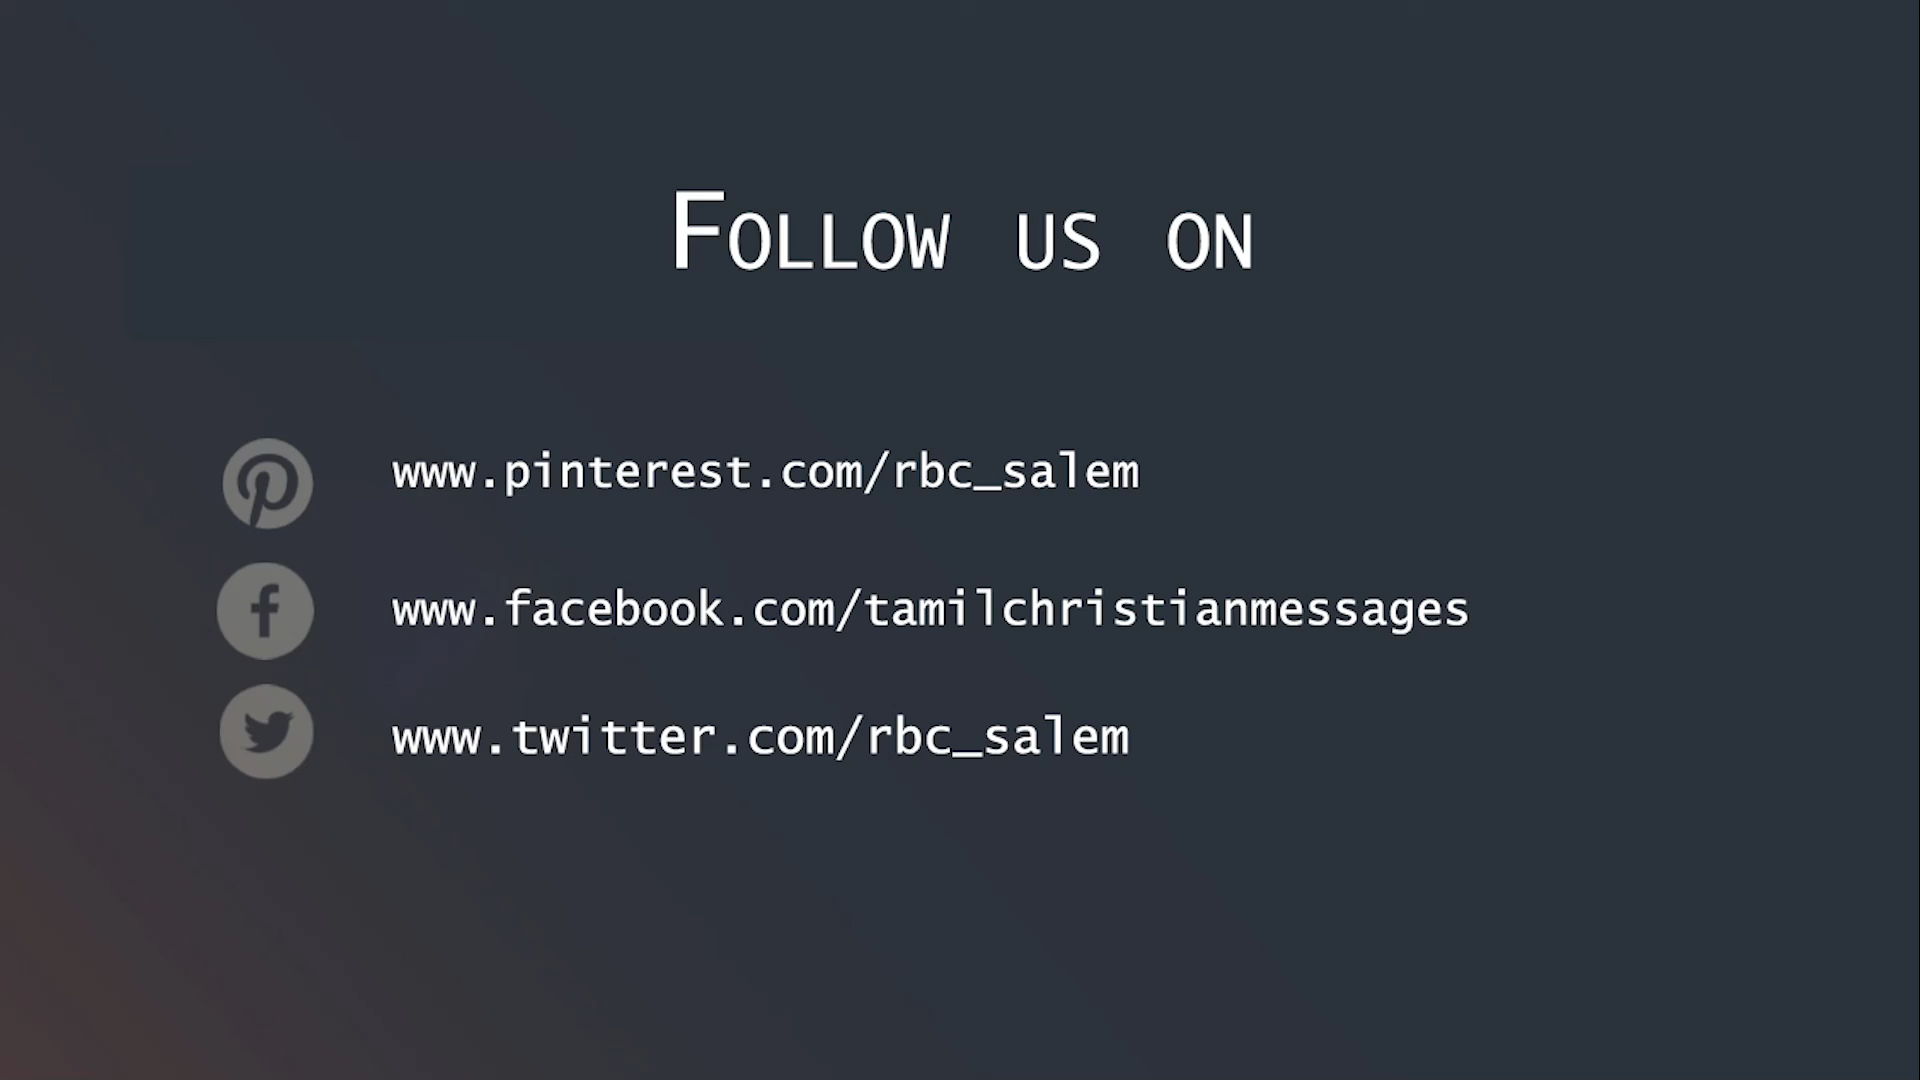 Follow us on
www.pinterest.com/rbc_salem
www.facebook.com/tamilchristianmessages
www.twitter.com/rbc_salem